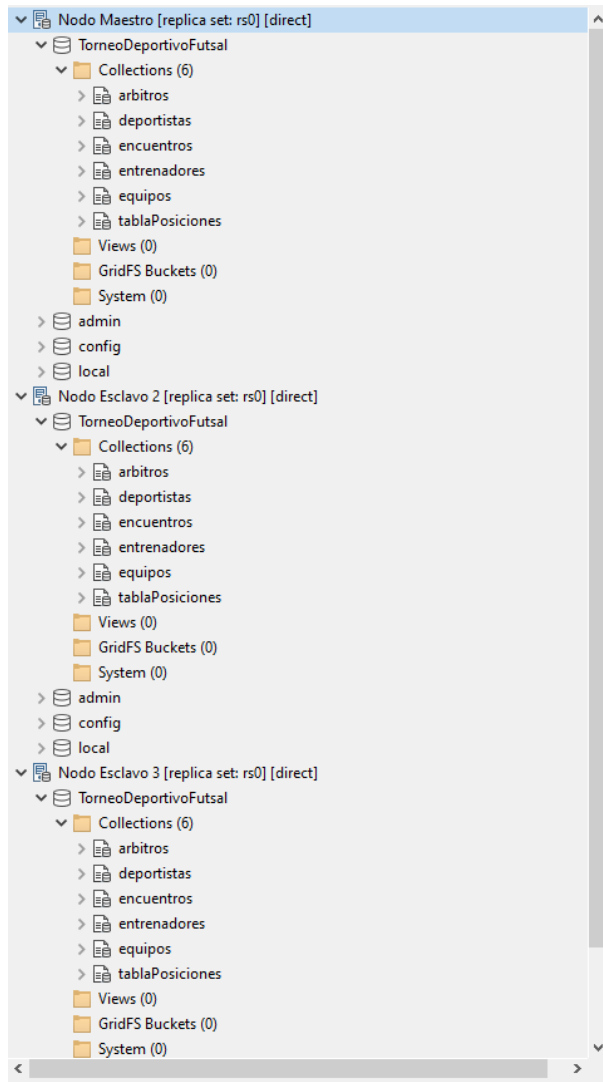 Nodo Maestro [replica set: rs0] [direct]
TorneoDeportivoFutsal
Collections (6)
arbitros
deportistas
encuentros
entrenadores
equipos
tablaPosiciones
Views (0)
GridFS Buckets (0)
System (0)
admin
config
local
Nodo Esclavo 2 [replica set: rs0] [direct]
TorneoDeportivoFutsal
Collections (6)
arbitros
deportistas
encuentros
entrenadores
equipos
tablaPosiciones
Views (0)
GridFS Buckets (0)
System (0)
admin
config
local
Nodo Esclavo 3 [replica set: rs0] [direct]
TorneoDeportivoFutsal
Collections (6)
arbitros
deportistas
encuentros
entrenadores
equipos
tablaPosiciones
Views (0)
GridFS Buckets (0)
System (0)